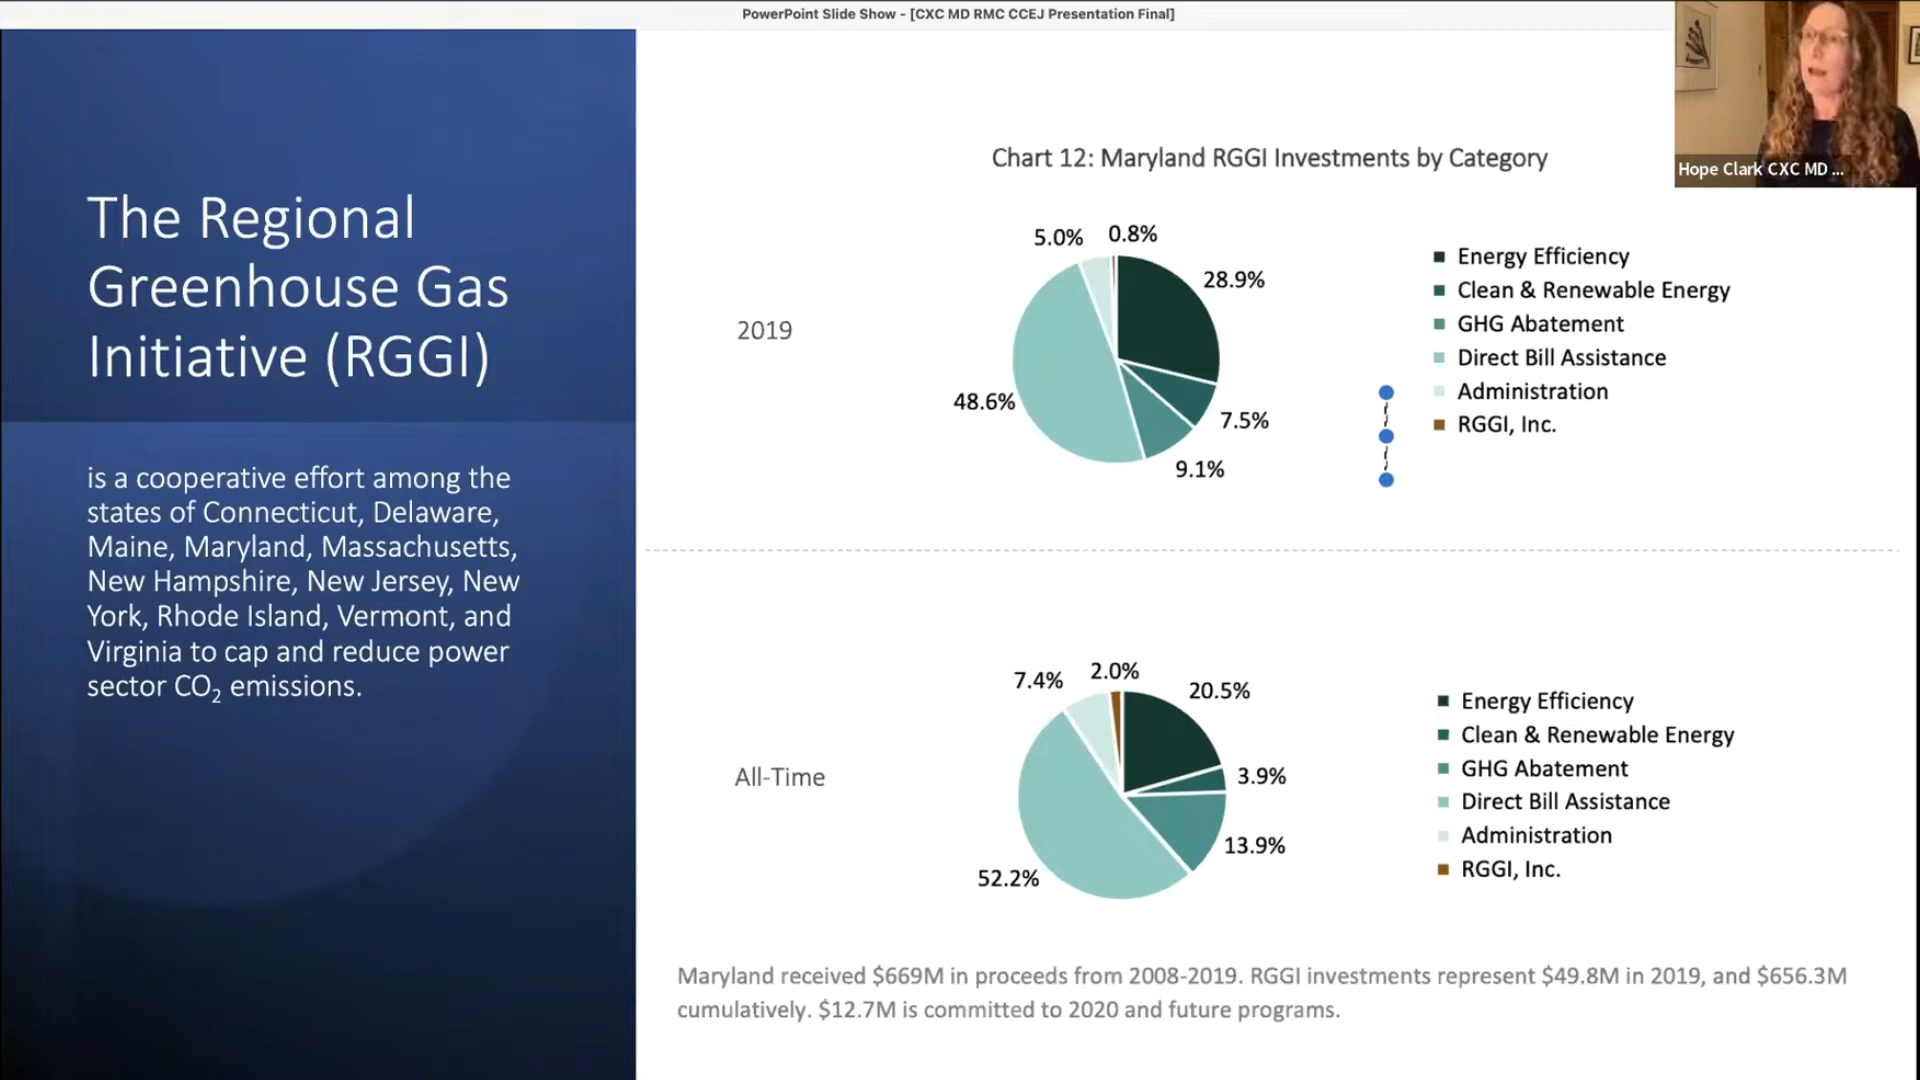 PowerPoint Slide Show - [CXC MD RMC CCEJ Presentation Final]
Hope Clark CXC MD ...
The Regional
Greenhouse Gas
Initiative (RGGI)
is a cooperative effort among the
states of Connecticut, Delaware,
Maine, Maryland, Massachusetts,
New Hampshire, New Jersey, New
York, Rhode Island, Vermont, and
Virginia to cap and reduce power
sector CO₂ emissions.
Chart 12: Maryland RGGI Investments by Category
2019
5.0%
0.8%
28.9%
48.6%
7.5%
9.1%
Energy Efficiency
Clean & Renewable Energy
GHG Abatement
Direct Bill Assistance
Administration
RGGI, Inc.
All-Time
7.4%
2.0%
20.5%
3.9%
13.9%
52.2%
Energy Efficiency
Clean & Renewable Energy
GHG Abatement
Direct Bill Assistance
Administration
RGGI, Inc.
Maryland received $669M in proceeds from 2008-2019. RGGI investments represent $49.8M in 2019, and $656.3M
cumulatively. $12.7M is committed to 2020 and future programs.